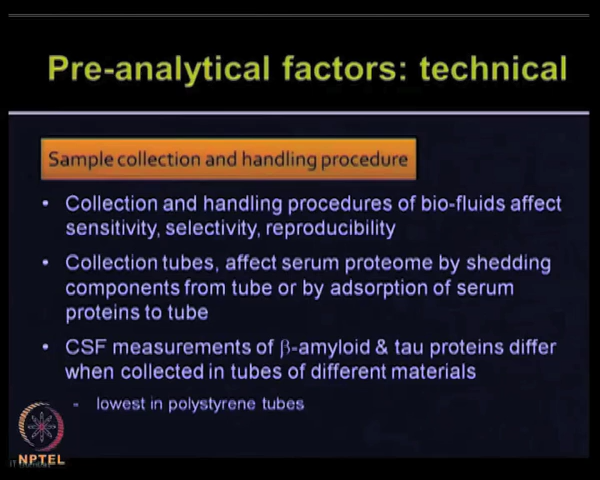 Pre-analytical factors: technical
Sample collection and handling procedure
• Collection and handling procedures of bio-fluids affect
sensitivity, selectivity, reproducibility
• Collection tubes, affect serum proteome by shedding
components from tube or by adsorption of serum
proteins to tube
• CSF measurements of β-amyloid & tau proteins differ
when collected in tubes of different materials
- lowest in polystyrene tubes
NPTEL